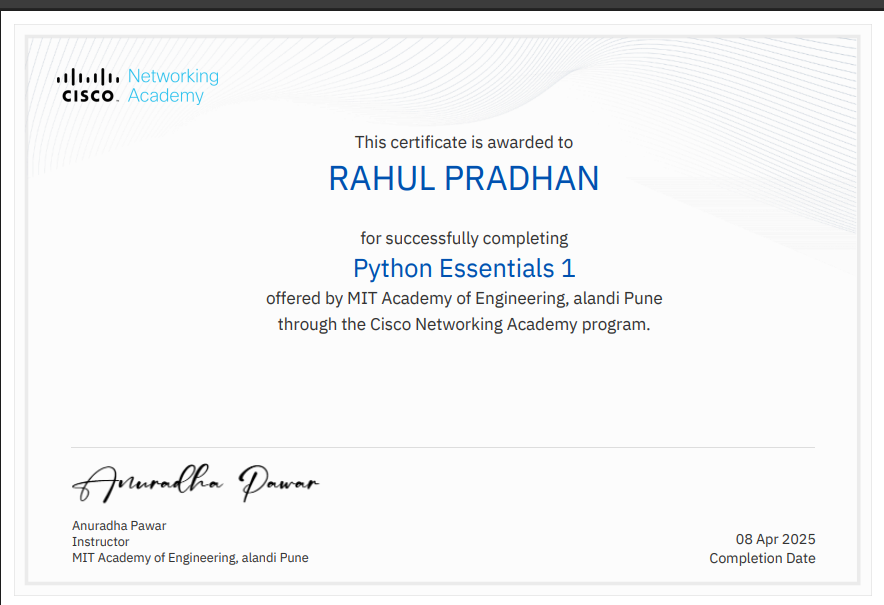 Networking
CISCO Academy
This certificate is awarded to
RAHUL PRADHAN
for successfully completing
Python Essentials 1
offered by MIT Academy of Engineering, alandi Pune
through the Cisco Networking Academy program.
Anuradha Pawar
Anuradha Pawar
Instructor
MIT Academy of Engineering, alandi Pune
08 Apr 2025
Completion Date